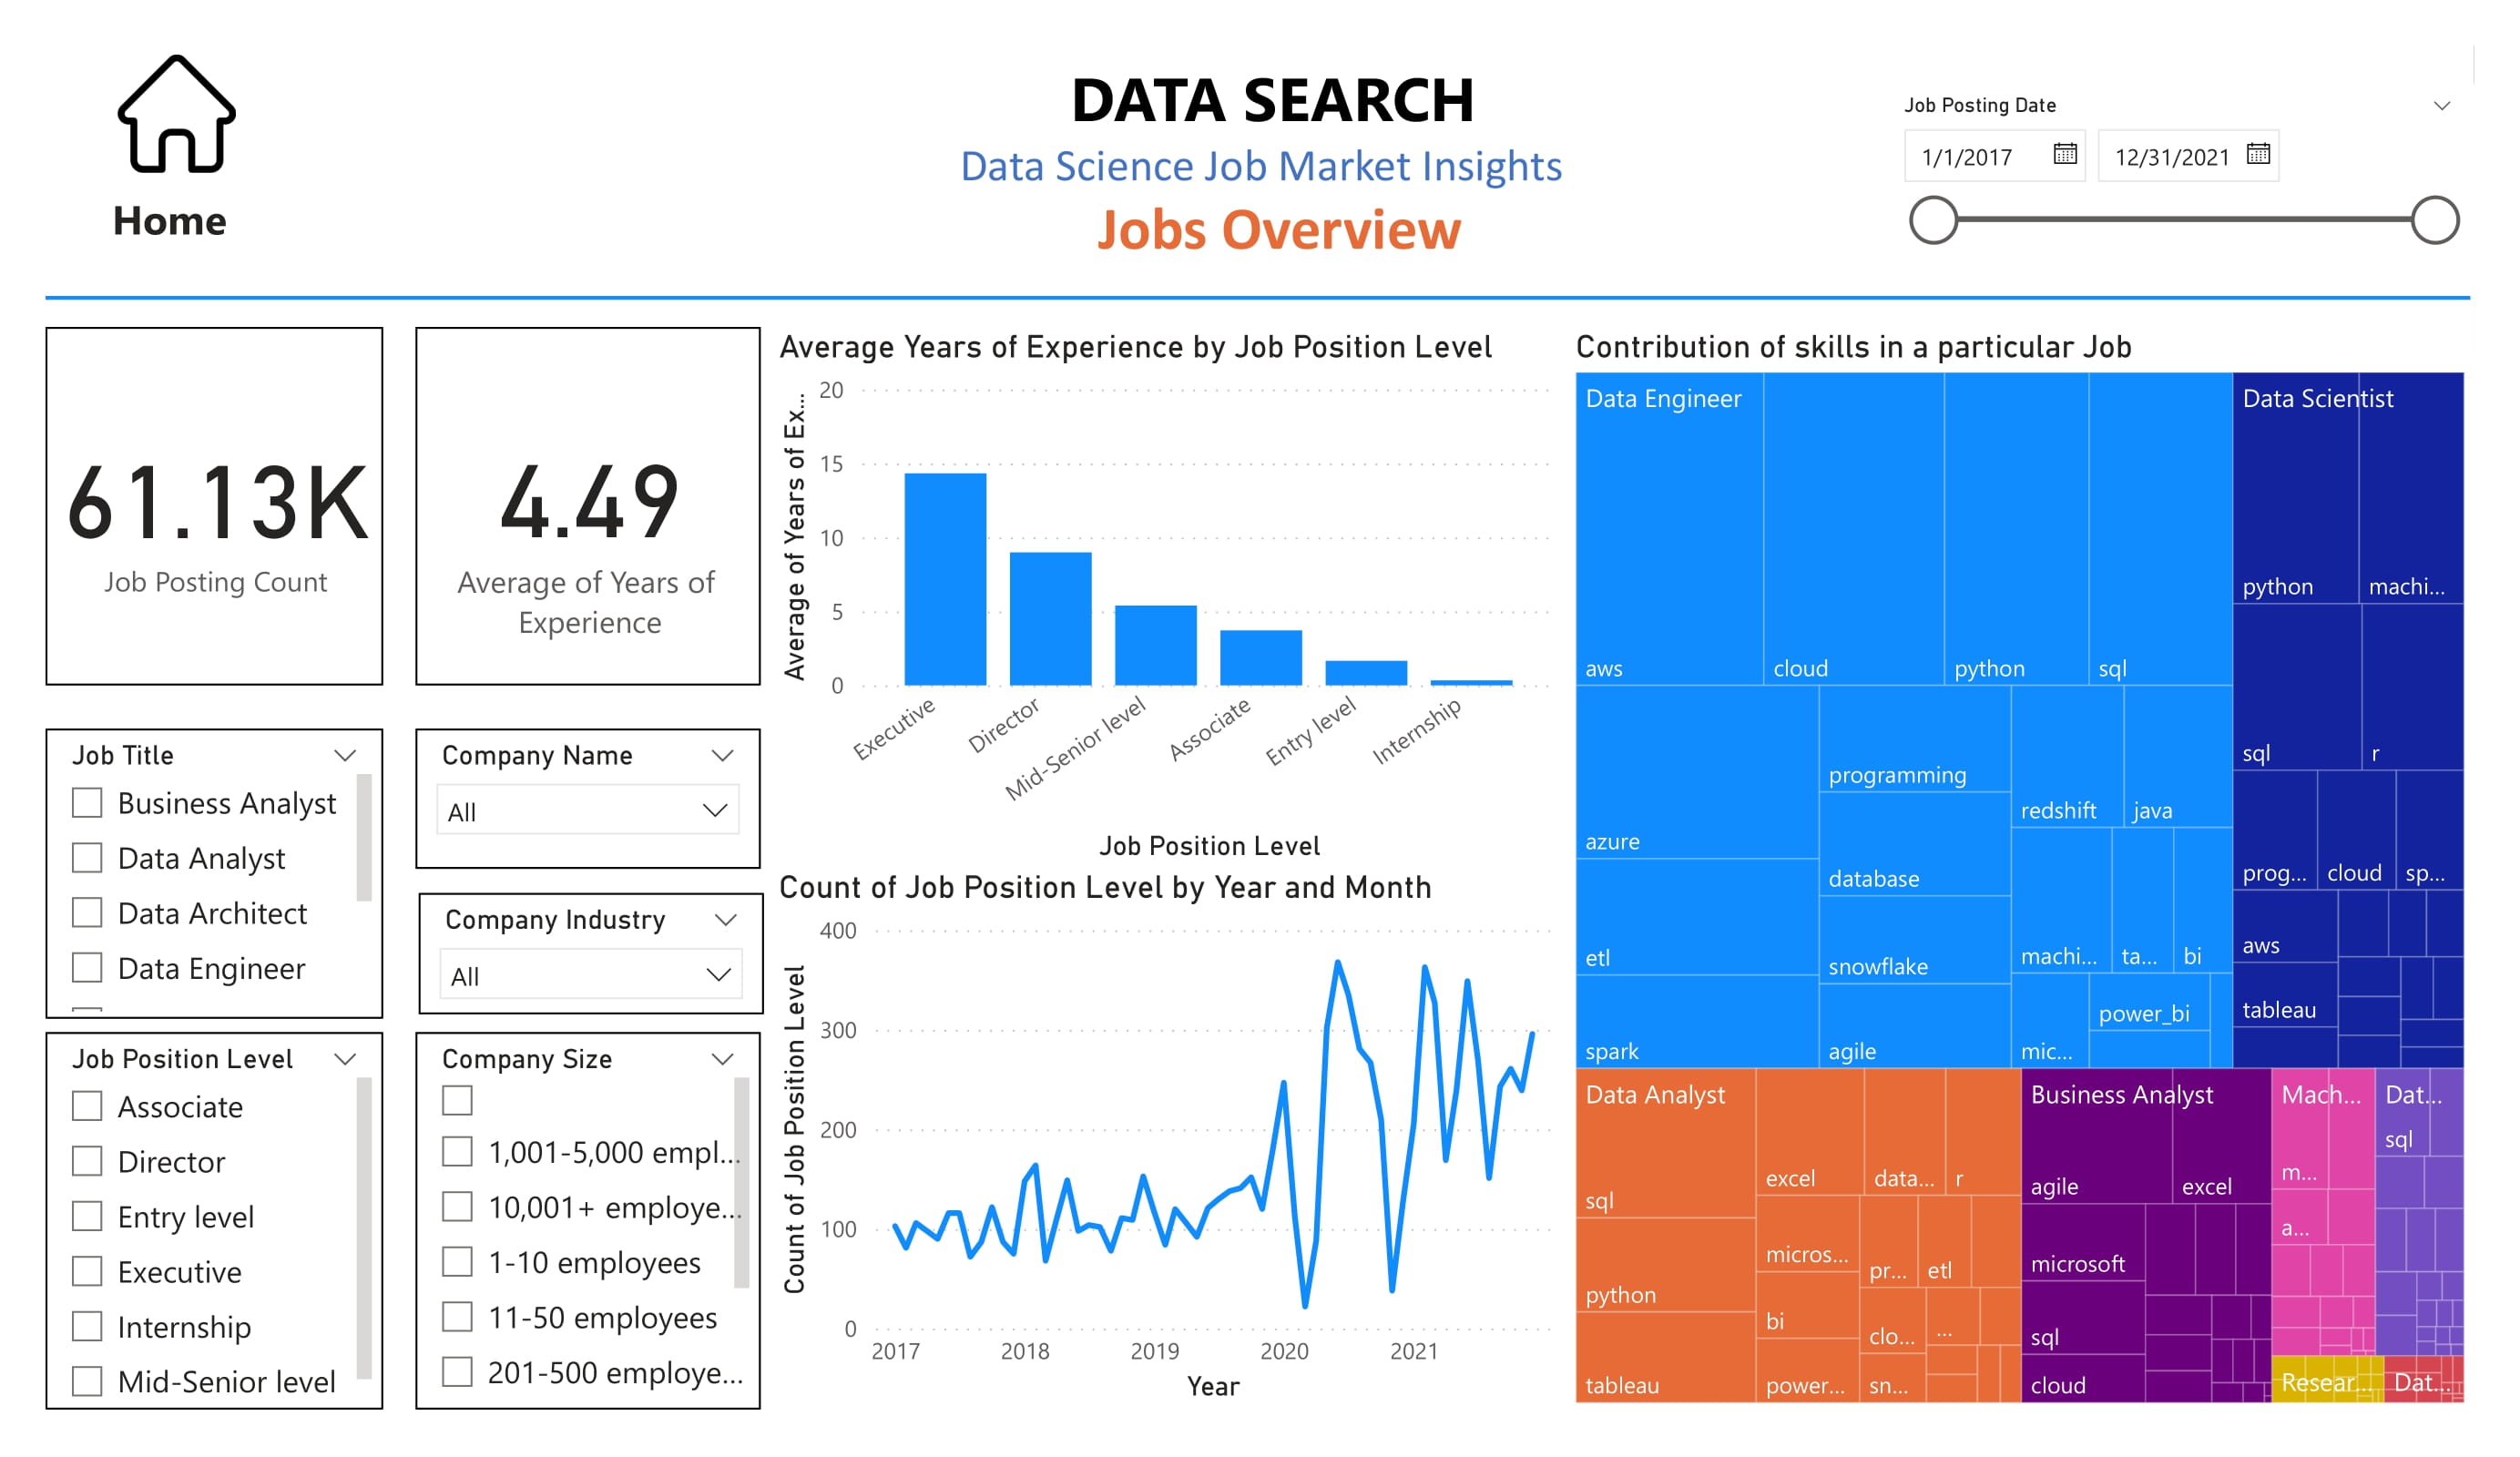 DATA SEARCH
Data Science Job Market Insights
Jobs Overview
Home
Job Posting Date
1/1/2017
12/31/2021
61.13K
Job Posting Count
4.49
Average of Years of
Experience
Job Title
Business Analyst
Data Analyst
Data Architect
Data Engineer
Company Name
All
Company Industry
All
Job Position Level
Associate
Director
Entry level
Executive
Internship
Mid-Senior level
Company Size
1,001-5,000 empl...
10,001+ employe...
1-10 employees
11-50 employees
201-500 employe...
Average Years of Experience by Job Position Level
Average of Years of Ex...
20
15
10
5
0
Executive
Director
Mid-Senior level
Associate
Entry level
Internship
Job Position Level
Count of Job Position Level by Year and Month
Count of Job Position Level
400
300
200
100
0
2017
2018
2019
2020
2021
Year
Contribution of skills in a particular Job
Data Engineer
aws
cloud
python
sql
azure
programming
redshift
java
database
etl
snowflake
machi...
ta...
bi
power_bi
spark
agile
mic...
Data Scientist
python
machi...
sql
r
prog...
cloud
sp...
aws
tableau
Data Analyst
sql
excel
data...
r
python
micros...
pr...
etl
bi
clo...
...
tableau
power...
sn...
Business Analyst
agile
excel
microsoft
sql
cloud
Mach...
m...
a...
Dat...
sql
Resear...
Dat...